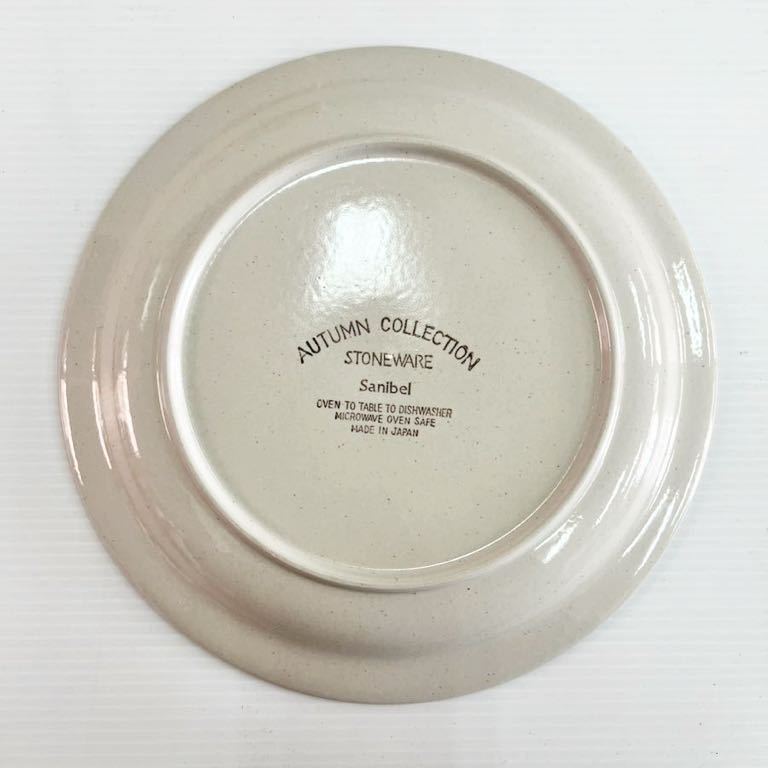 AUTUMN COLLECTION
STONEWARE
Sanibel
OVEN TO TABLE TO DISHWASHER
MICROWAVE OVEN SAFE
MADE IN JAPAN